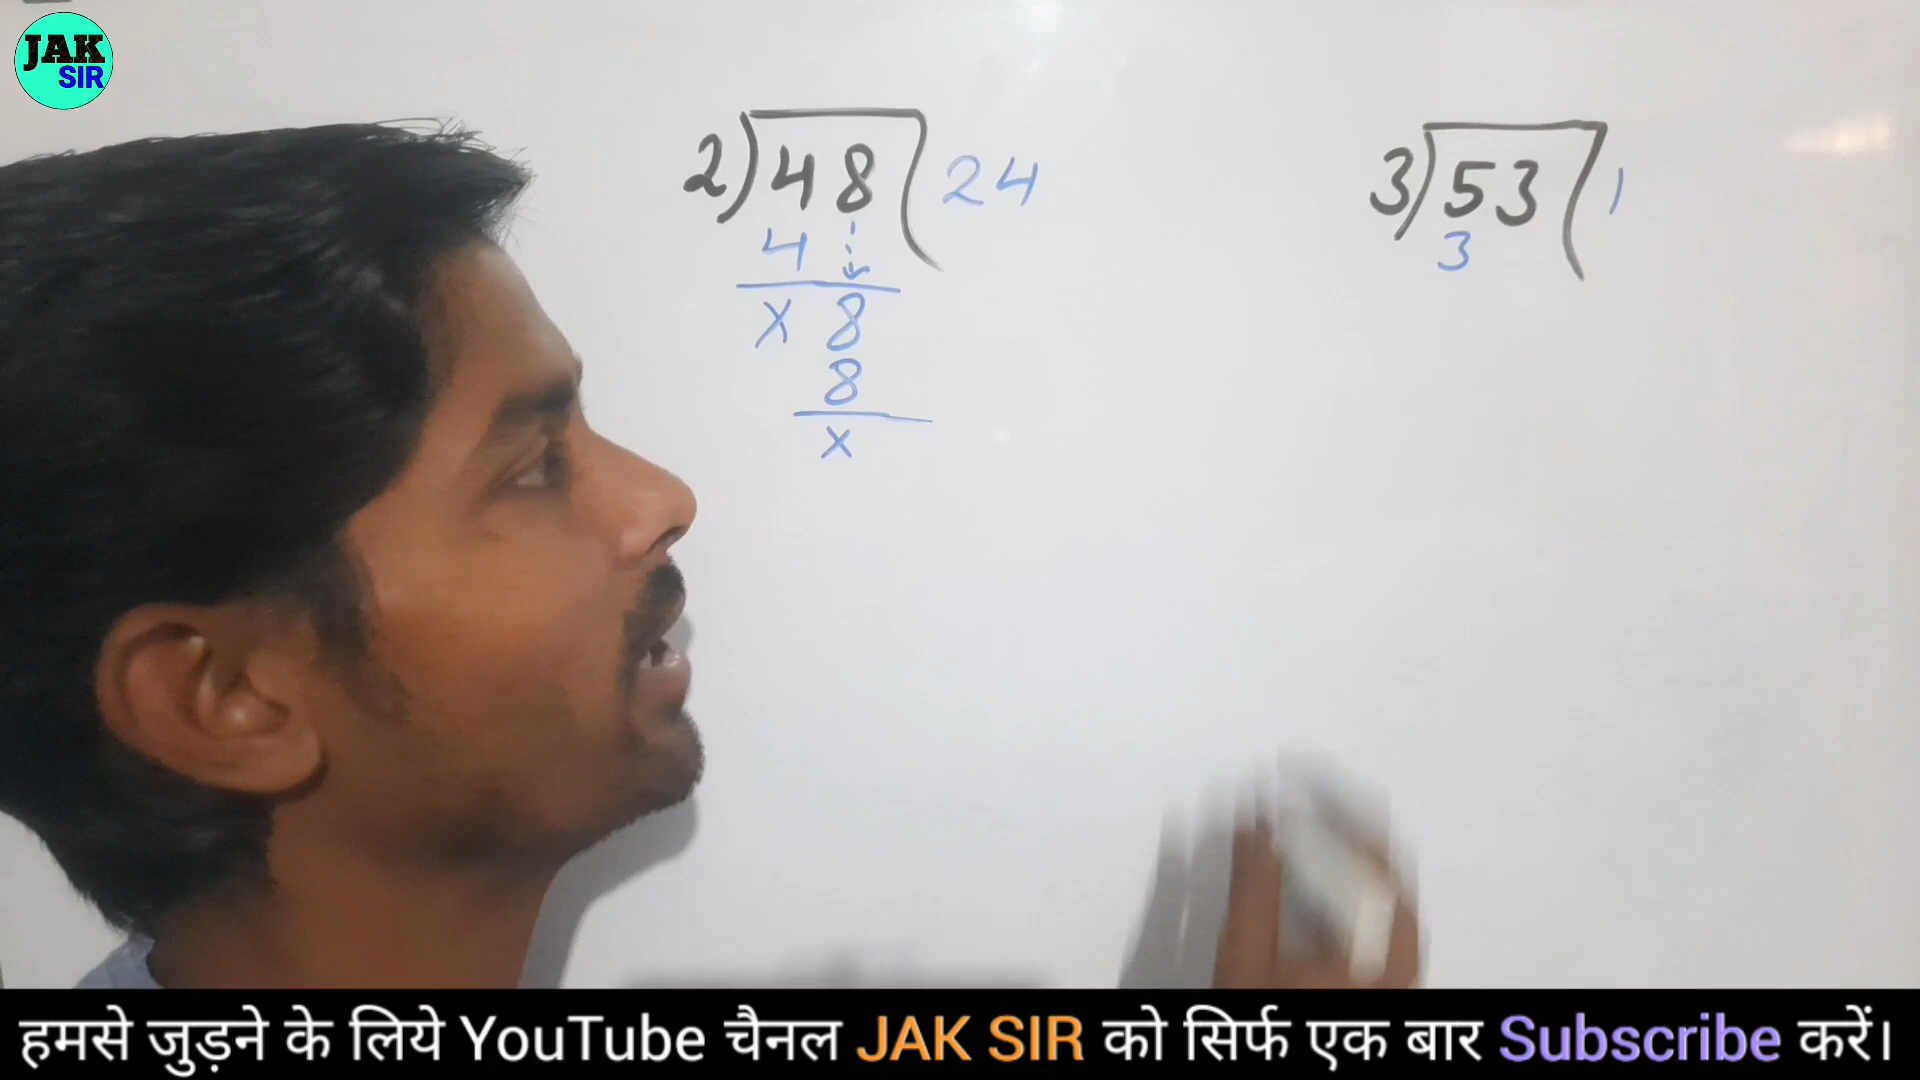 JAK
SIR
2)48(24
4
x 8
8
x
3)53(1
3
हमसे जुड़ने के लिये YouTube चैनल JAK SIR को सिर्फ एक बार Subscribe करें।